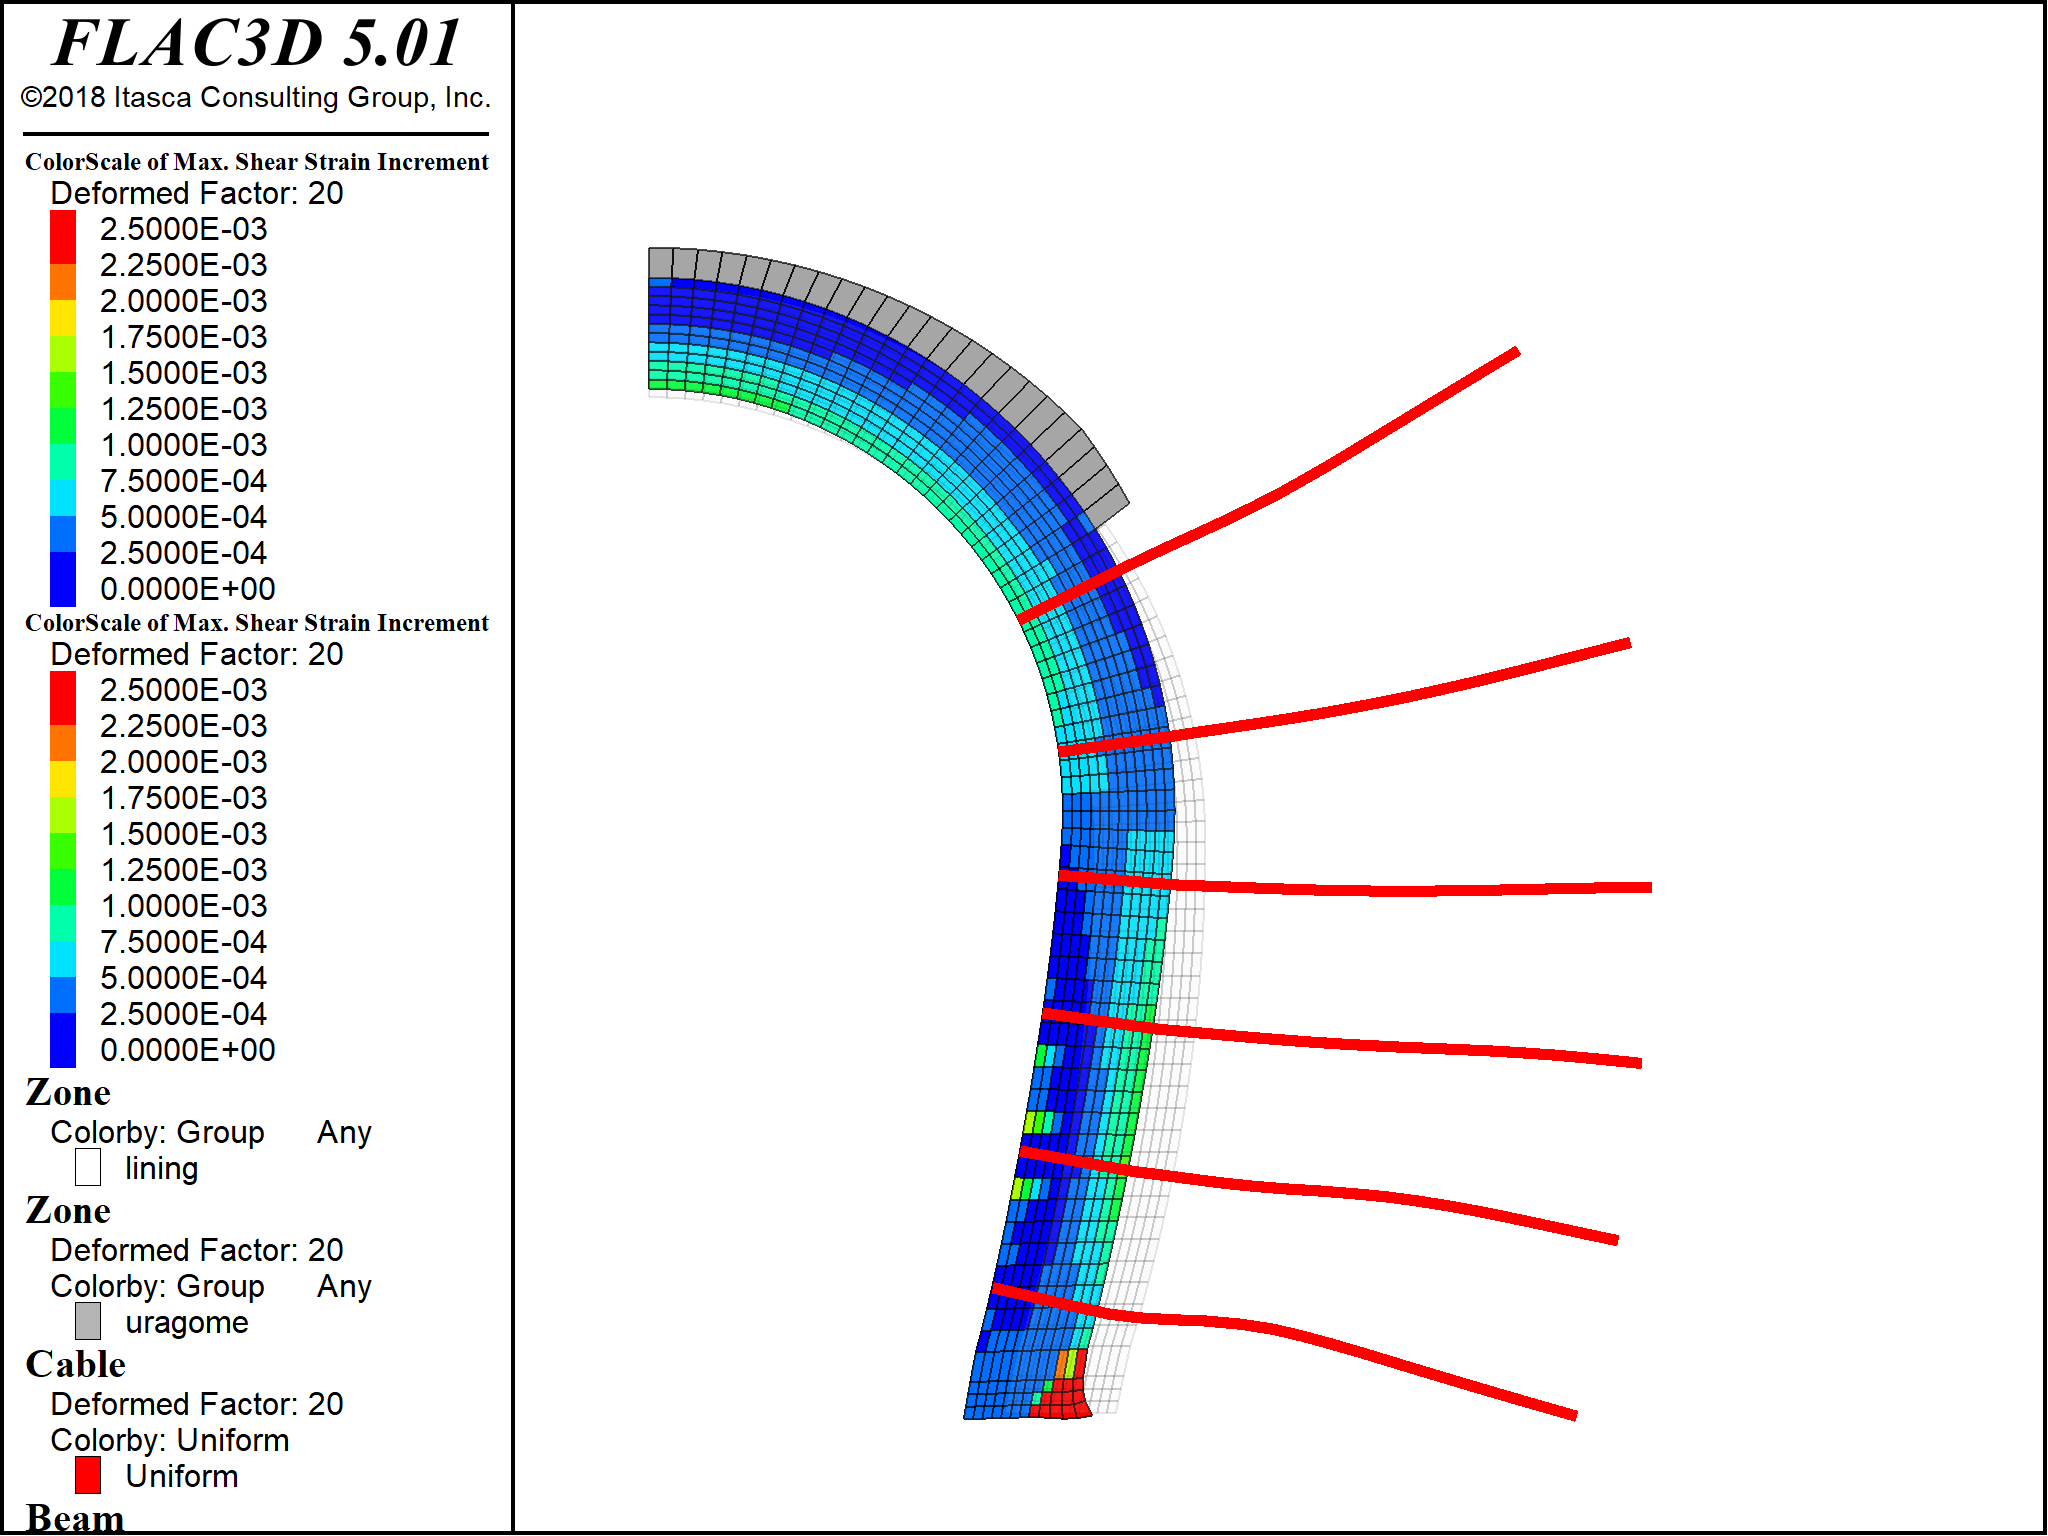 FLAC3D 5.01
©2018 Itasca Consulting Group, Inc.
ColorScale of Max. Shear Strain Increment
Deformed Factor: 20
2.5000E-03
2.2500E-03
2.0000E-03
1.7500E-03
1.5000E-03
1.2500E-03
1.0000E-03
7.5000E-04
5.0000E-04
2.5000E-04
0.0000E+00
ColorScale of Max. Shear Strain Increment
Deformed Factor: 20
2.5000E-03
2.2500E-03
2.0000E-03
1.7500E-03
1.5000E-03
1.2500E-03
1.0000E-03
7.5000E-04
5.0000E-04
2.5000E-04
0.0000E+00
Zone
Colorby: Group Any
lining
Zone
Deformed Factor: 20
Colorby: Group Any
uragome
Cable
Deformed Factor: 20
Colorby: Uniform
Uniform
Beam